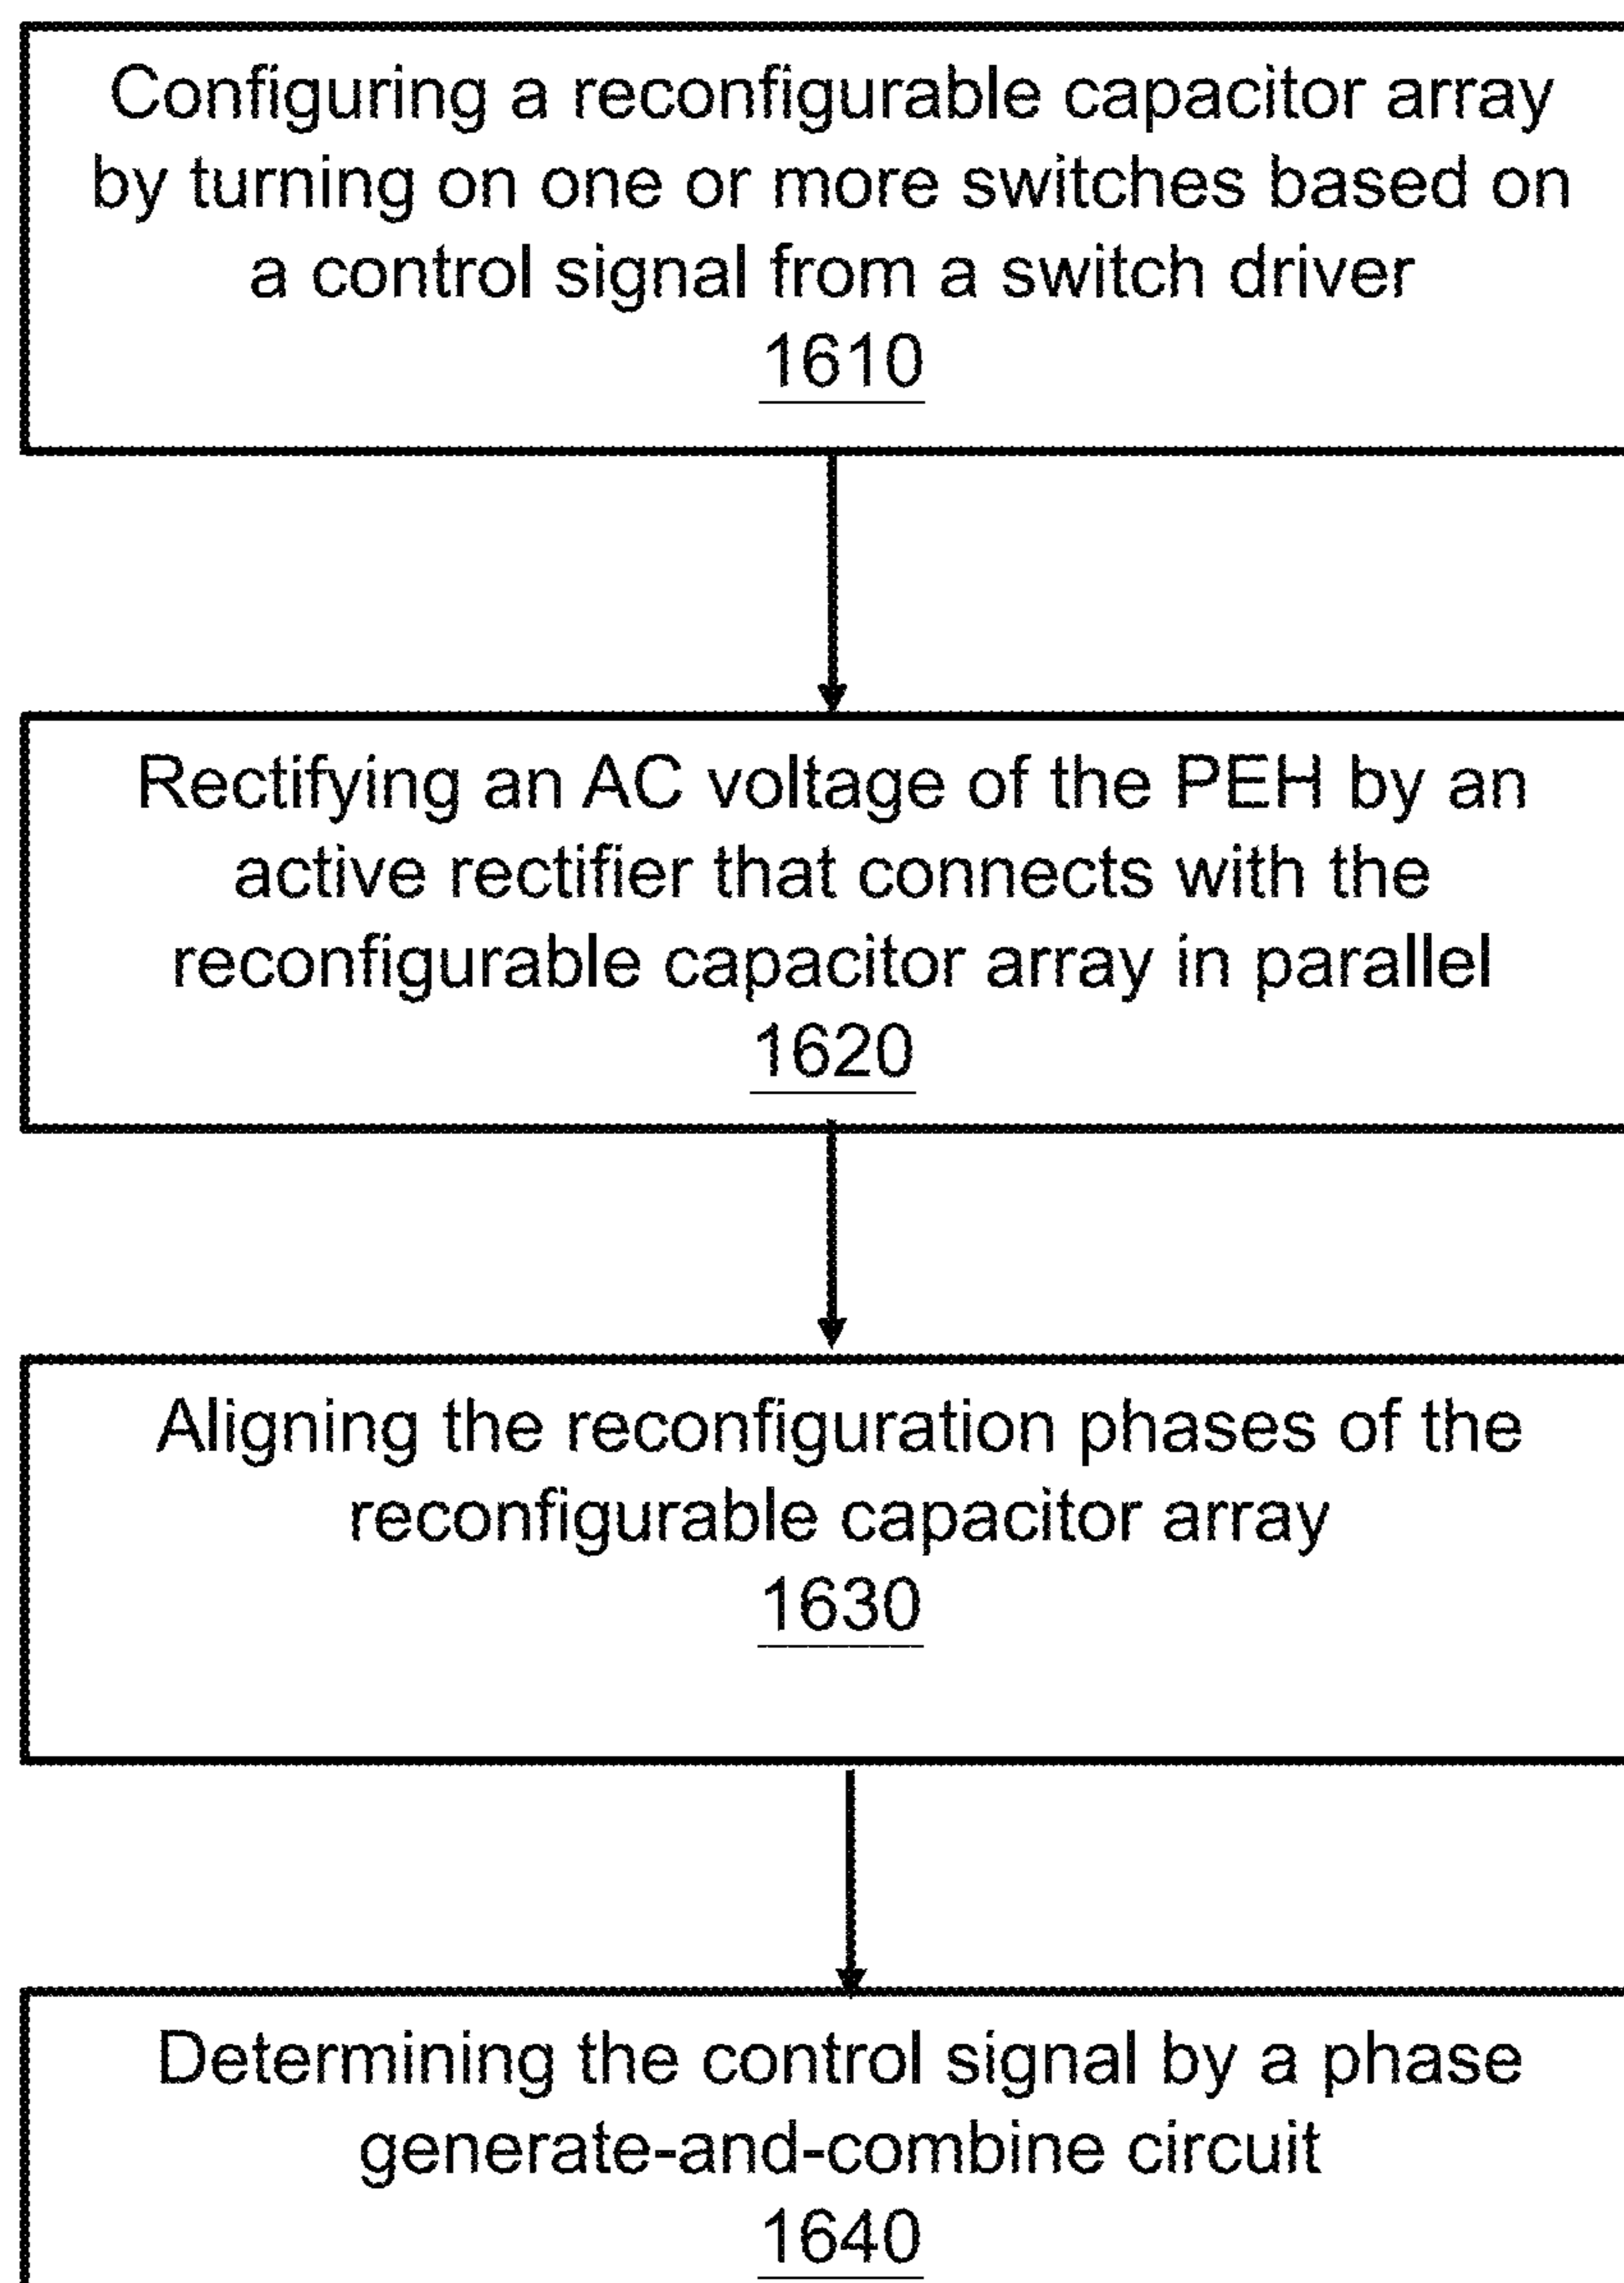 Configuring a reconfigurable capacitor array
by turning on one or more switches based on
a control signal from a switch driver
1610
Rectifying an AC voltage of the PEH by an
active rectifier that connects with the
reconfigurable capacitor array in parallel
1620
Aligning the reconfiguration phases of the
reconfigurable capacitor array
1630
Determining the control signal by a phase
generate-and-combine circuit
1640